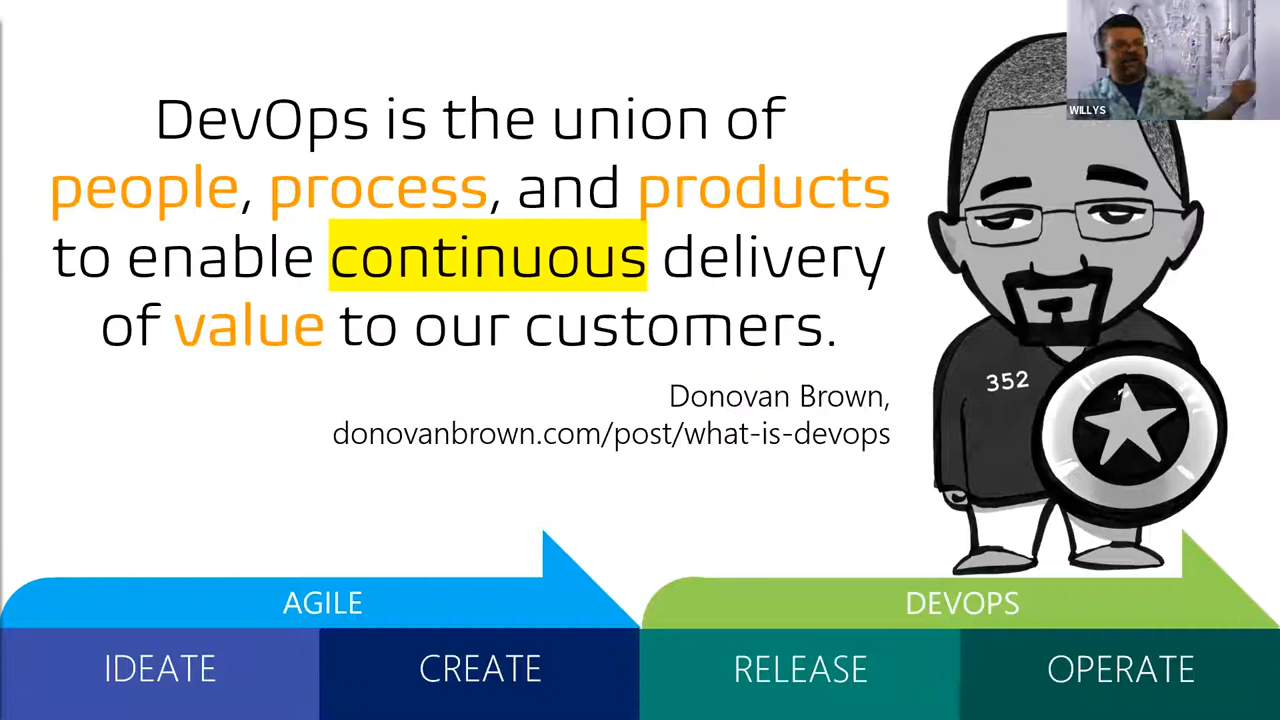 WILLYS
DevOps is the union of
people, process, and products
to enable continuous delivery
of value to our customers.
Donovan Brown,
donovanbrown.com/post/what-is-devops
352
AGILE
DEVOPS
IDEATE
CREATE
RELEASE
OPERATE